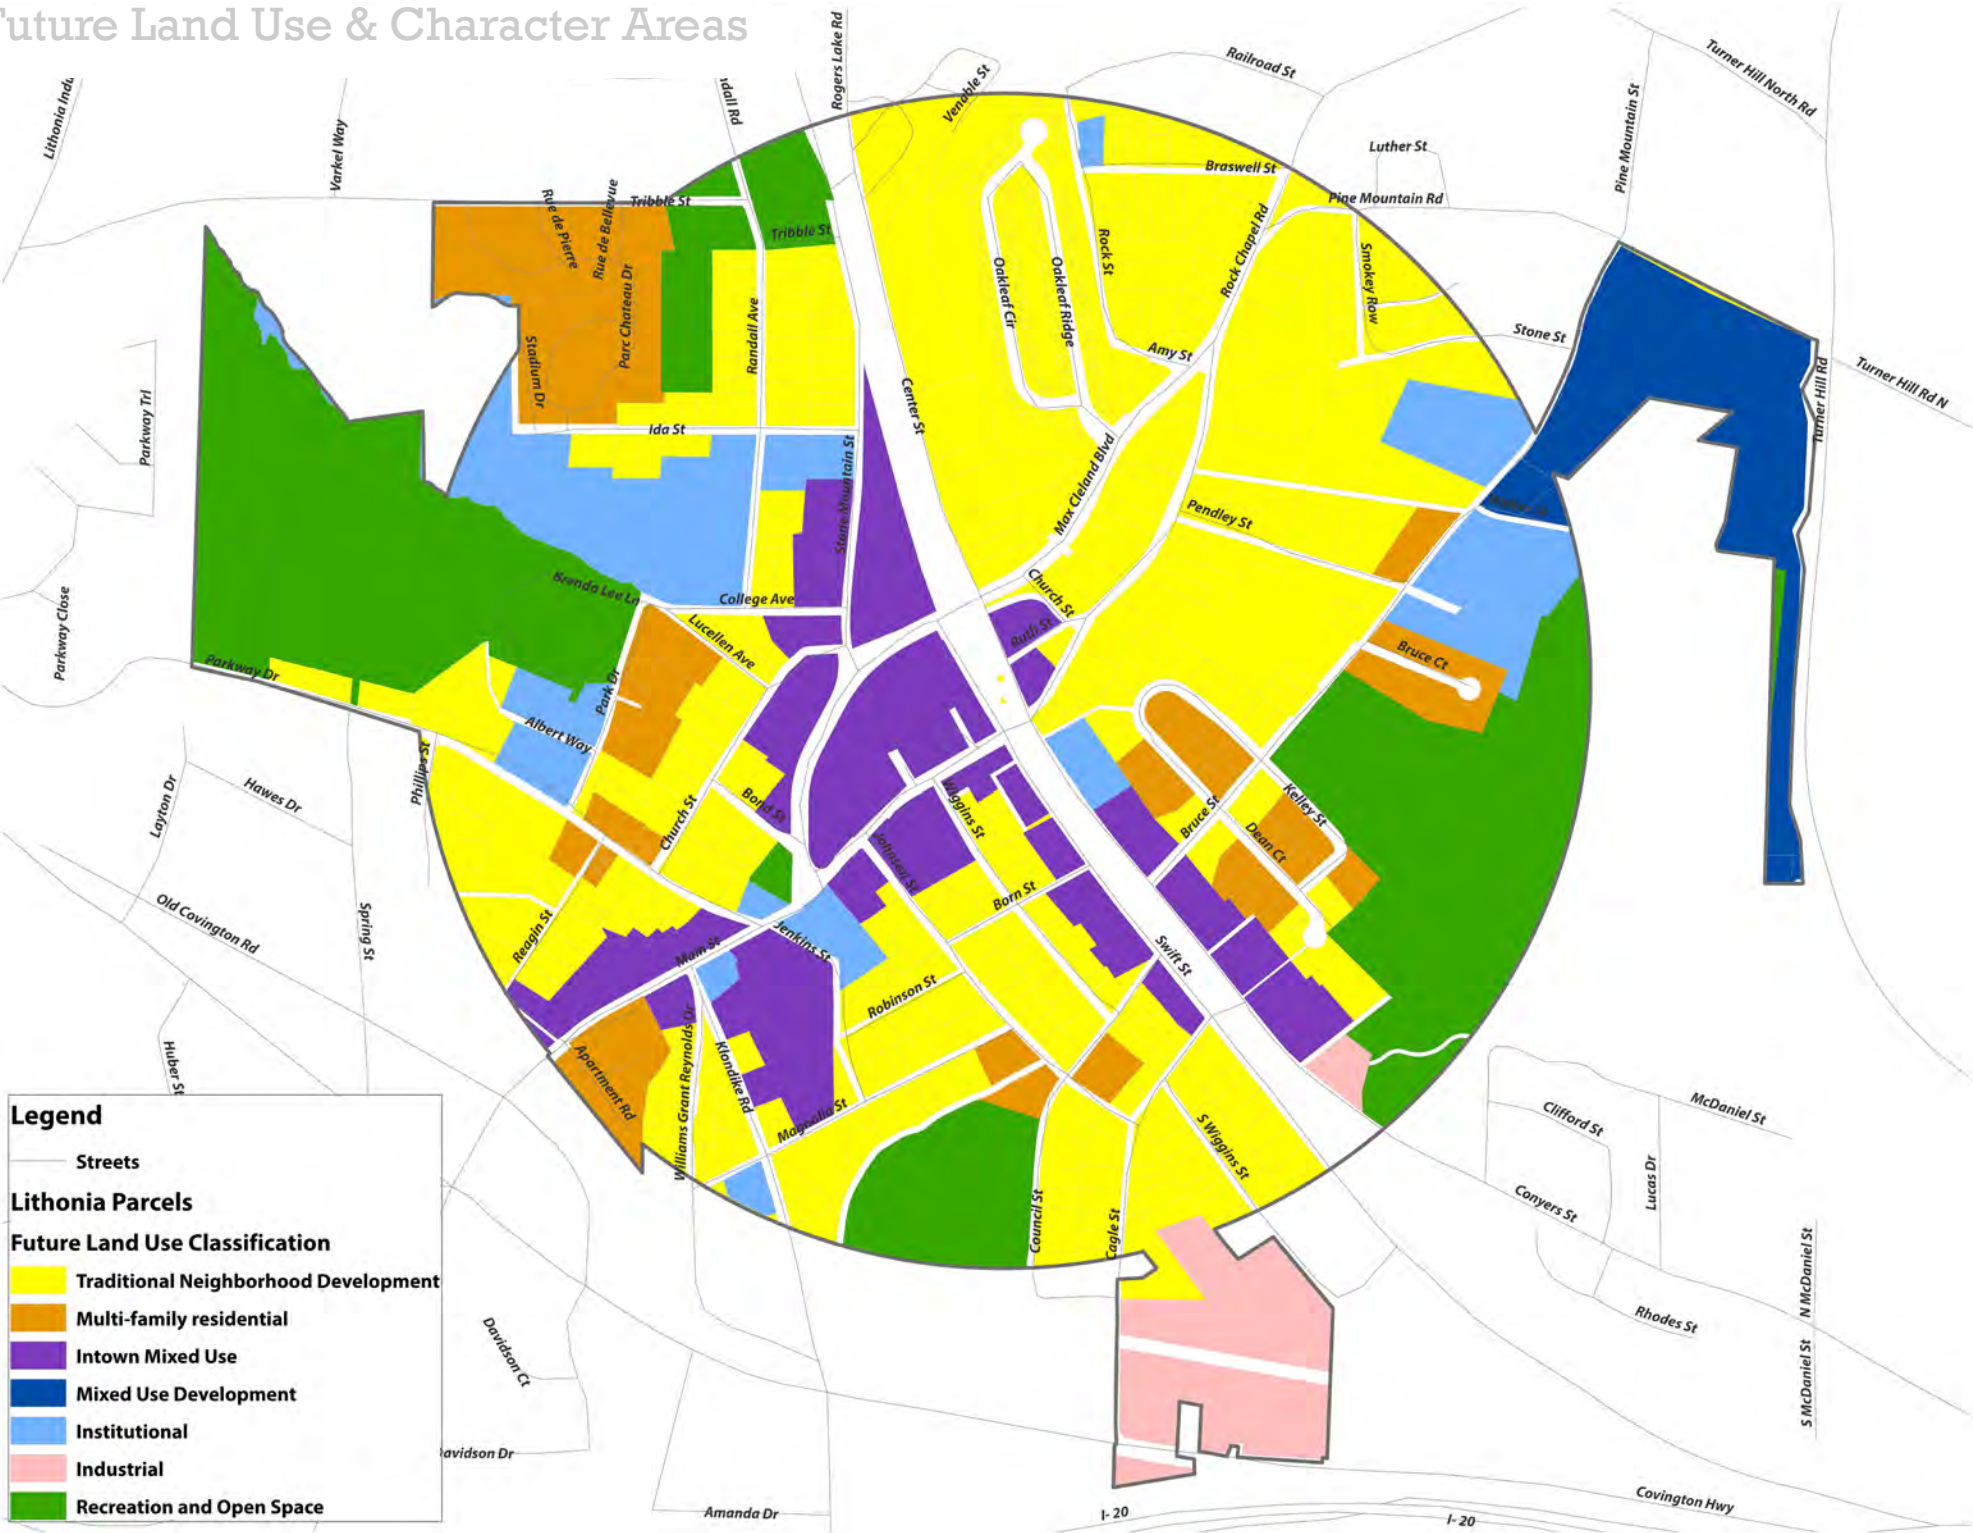 uture Land Use & Character Areas
Rogers Lake Rd
Venable St
Railroad St
Turner Hill North Rd
Pine Mountain St
Varkel Way
Luther St
Braswell St
Pine Mountain Rd
Tribble St
Rue de Pierre
Rue de Bellevue
Tribble St
Rock St
Rock Chapel Rd
Smokey Row
Oakleaf Cir
Oakleaf Ridge
Parc Chateau Dr
Randall Ave
Stone St
Amy St
Turner Hill Rd
Turner Hill Rd N
Stadium Dr
Parkway Trl
Center St
Ida St
Stone Mountain St
Max Cleland Blvd
Pendley St
Brenda Lee Ln
College Ave
Church St
Lucellen Ave
Ruth St
Parkway Close
Parkway Dr
Park Dr
Bruce Ct
Albert Way
Phillips St
Layton Dr
Hawes Dr
Bond St
Church St
Wiggins St
Bruce St
Kelley St
Dean Ct
Johnson St
Born St
Old Covington Rd
Spring St
Reagin St
Main St
Jenkins St
Swift St
Robinson St
Huber St
Apartment Rd
Williams Grant Reynolds Dr
Klondike Rd
Magnolia St
S Wiggins St
Council St
Cagle St
McDaniel St
Clifford St
Lucas Dr
Conyers St
N McDaniel St
Rhodes St
S McDaniel St
Davidson Ct
avidson Dr
Amanda Dr
I- 20
I- 20
Covington Hwy
Legend
Streets
Lithonia Parcels
Future Land Use Classification
Traditional Neighborhood Development
Multi-family residential
Intown Mixed Use
Mixed Use Development
Institutional
Industrial
Recreation and Open Space